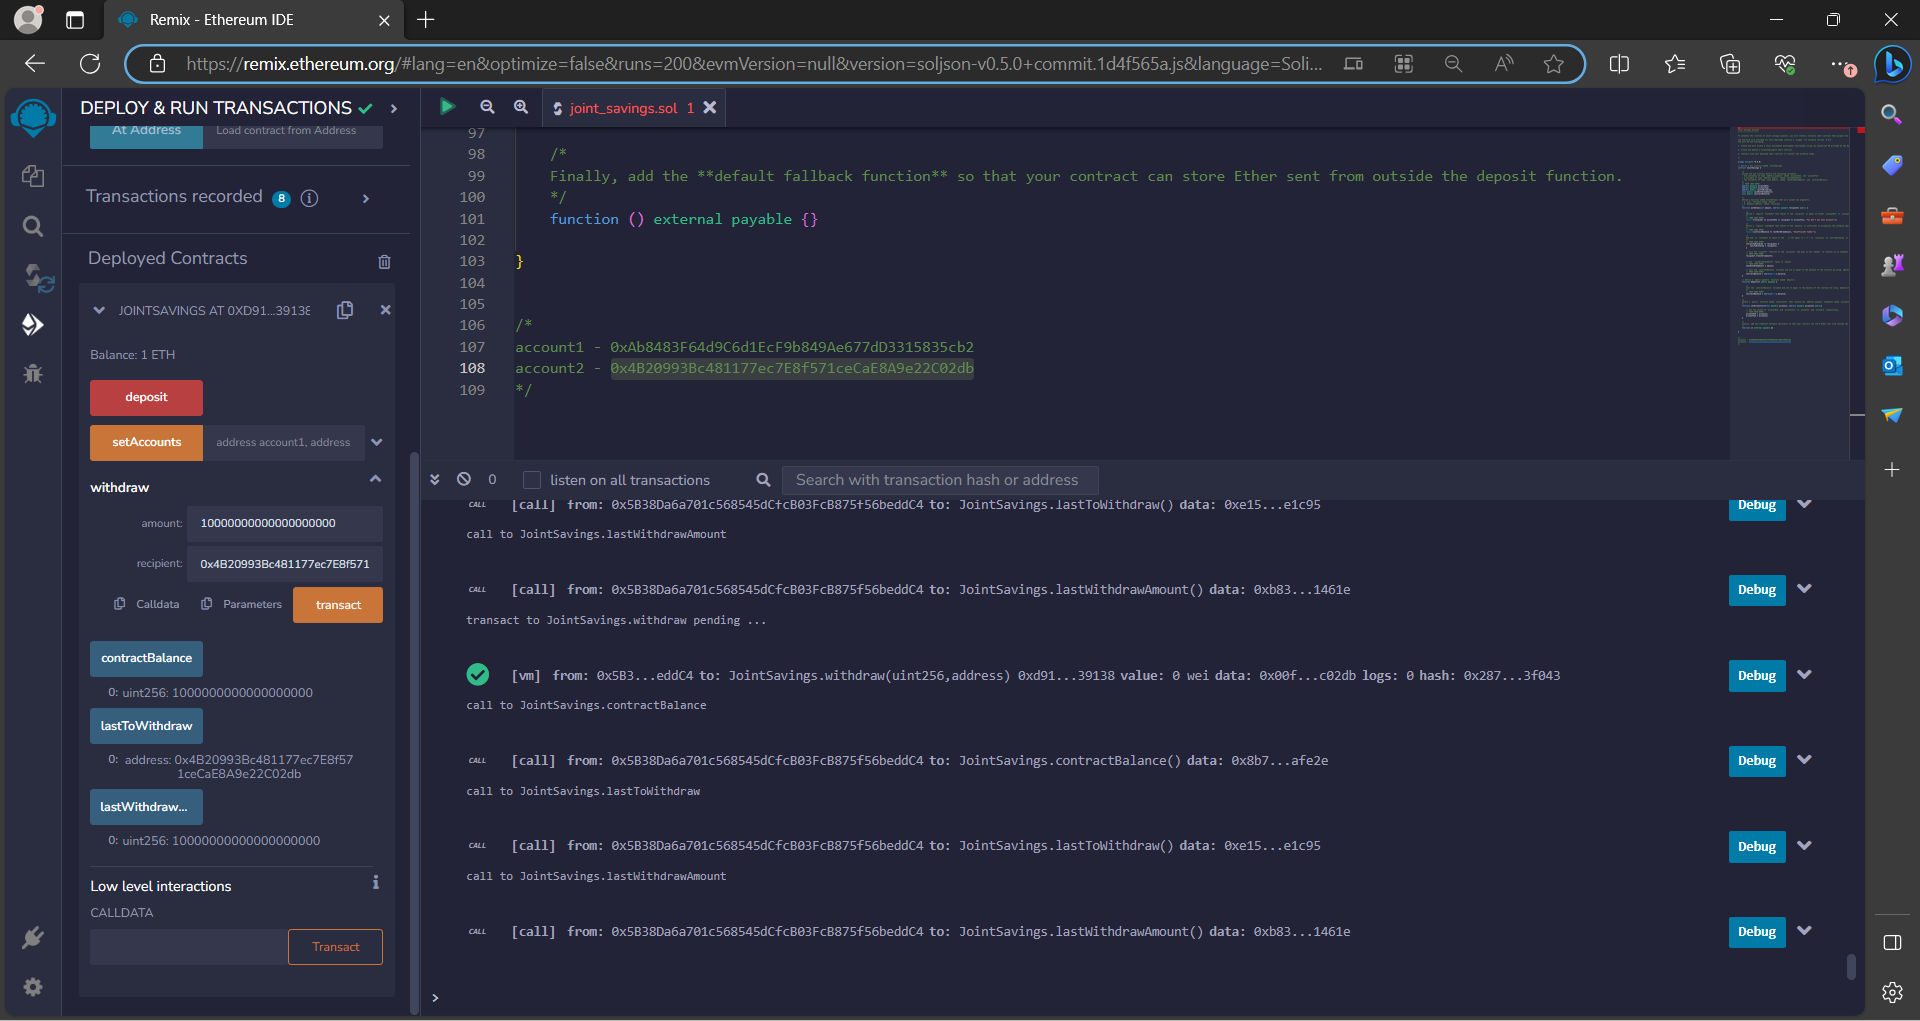 Remix - Ethereum IDE
https://remix.ethereum.org/#lang=en&optimize=false&runs=200&evmVersion=null&version=soljson-v0.5.0+commit.1d4f565a.js&language=Soli...
DEPLOY & RUN TRANSACTIONS
At Address
Load contract from Address
Transactions recorded 8
Deployed Contracts
JOINTSAVINGS AT 0XD91...39138
Balance: 1 ETH
deposit
setAccounts
address account1, address
withdraw
amount:
10000000000000000000
recipient:
0x4B20993Bc481177ec7E8f571
Calldata
Parameters
transact
contractBalance
0: uint256: 1000000000000000000
lastToWithdraw
0: address: 0x4B20993Bc481177ec7E8f57
1ceCaE8A9e22C02db
lastWithdraw...
0: uint256: 10000000000000000000
Low level interactions
CALLDATA
Transact
joint_savings.sol 1
97
98 /*
99 Finally, add the **default fallback function** so that your contract can store Ether sent from outside the deposit function.
100 */
101 function () external payable {}
102
103 }
104
105
106 /*
107 account1 - 0xAb8483F64d9C6d1EcF9b849Ae677dD3315835cb2
108 account2 - 0x4B20993Bc481177ec7E8f571ceCaE8A9e22C02db
109 */
0
listen on all transactions
Search with transaction hash or address
CALL [call] from: 0x5B38Da6a701c568545dCfcB03FcB875f56beddC4 to: JointSavings.lastToWithdraw() data: 0xe15...e1c95 Debug
call to JointSavings.lastWithdrawAmount
CALL [call] from: 0x5B38Da6a701c568545dCfcB03FcB875f56beddC4 to: JointSavings.lastWithdrawAmount() data: 0xb83...1461e Debug
transact to JointSavings.withdraw pending ...
[vm] from: 0x5B3...eddC4 to: JointSavings.withdraw(uint256,address) 0xd91...39138 value: 0 wei data: 0x00f...c02db logs: 0 hash: 0x287...3f043 Debug
call to JointSavings.contractBalance
CALL [call] from: 0x5B38Da6a701c568545dCfcB03FcB875f56beddC4 to: JointSavings.contractBalance() data: 0x8b7...afe2e Debug
call to JointSavings.lastToWithdraw
CALL [call] from: 0x5B38Da6a701c568545dCfcB03FcB875f56beddC4 to: JointSavings.lastToWithdraw() data: 0xe15...e1c95 Debug
call to JointSavings.lastWithdrawAmount
CALL [call] from: 0x5B38Da6a701c568545dCfcB03FcB875f56beddC4 to: JointSavings.lastWithdrawAmount() data: 0xb83...1461e Debug
>